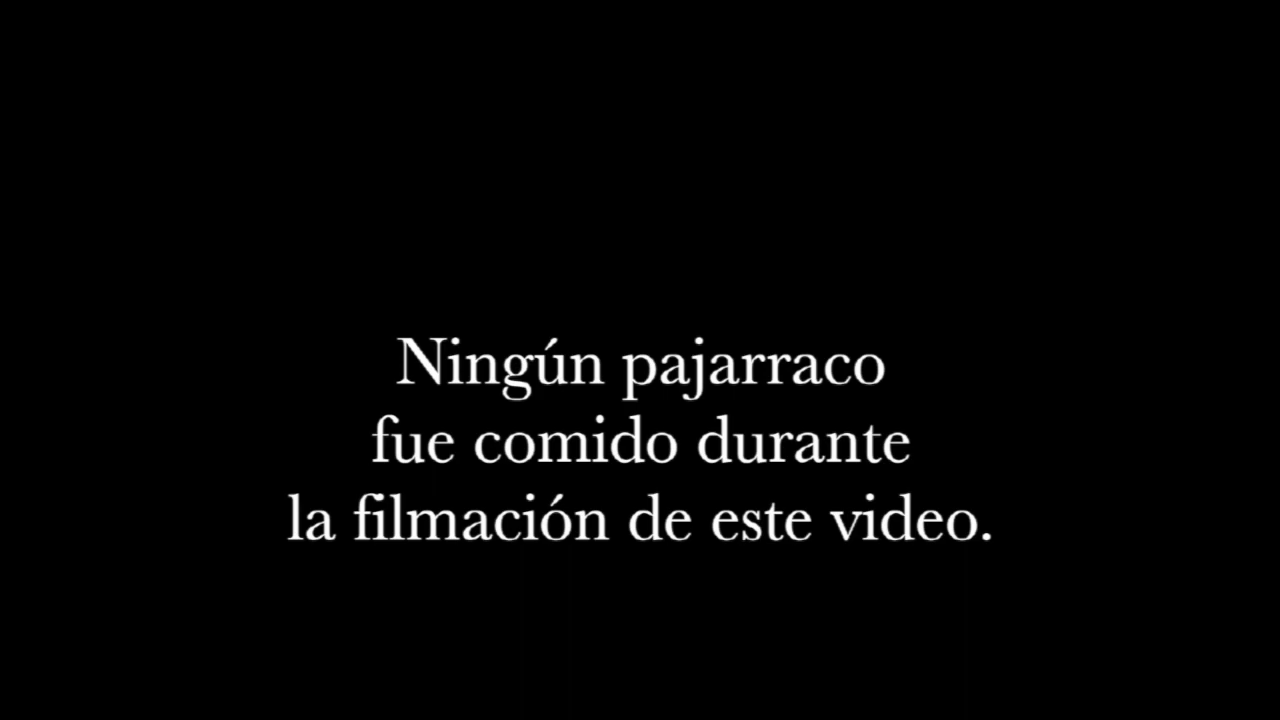 Ningún pajarraco
fue comido durante
la filmación de este video.